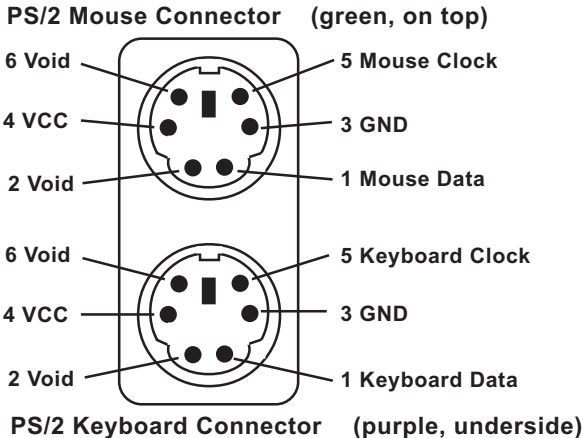 PS/2 Mouse Connector (green, on top)
6 Void
5 Mouse Clock
4 VCC
3 GND
2 Void
1 Mouse Data
6 Void
5 Keyboard Clock
4 VCC
3 GND
2 Void
1 Keyboard Data
PS/2 Keyboard Connector (purple, underside)